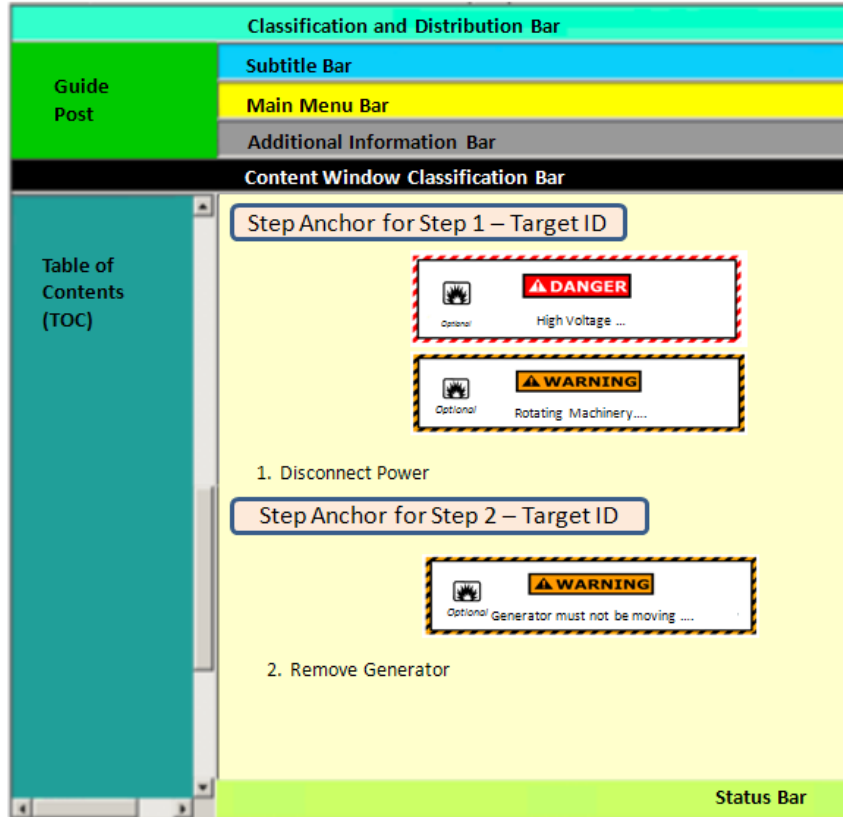 Classification and Distribution Bar
Guide
Post
Subtitle Bar
Main Menu Bar
Additional Information Bar
Content Window Classification Bar
Table of
Contents
(TOC)
Step Anchor for Step 1 – Target ID
DANGER
Optional
High Voltage ...
WARNING
Optional
Rotating Machinery....
1. Disconnect Power
Step Anchor for Step 2 – Target ID
WARNING
Optional
Generator must not be moving ....
2. Remove Generator
Status Bar